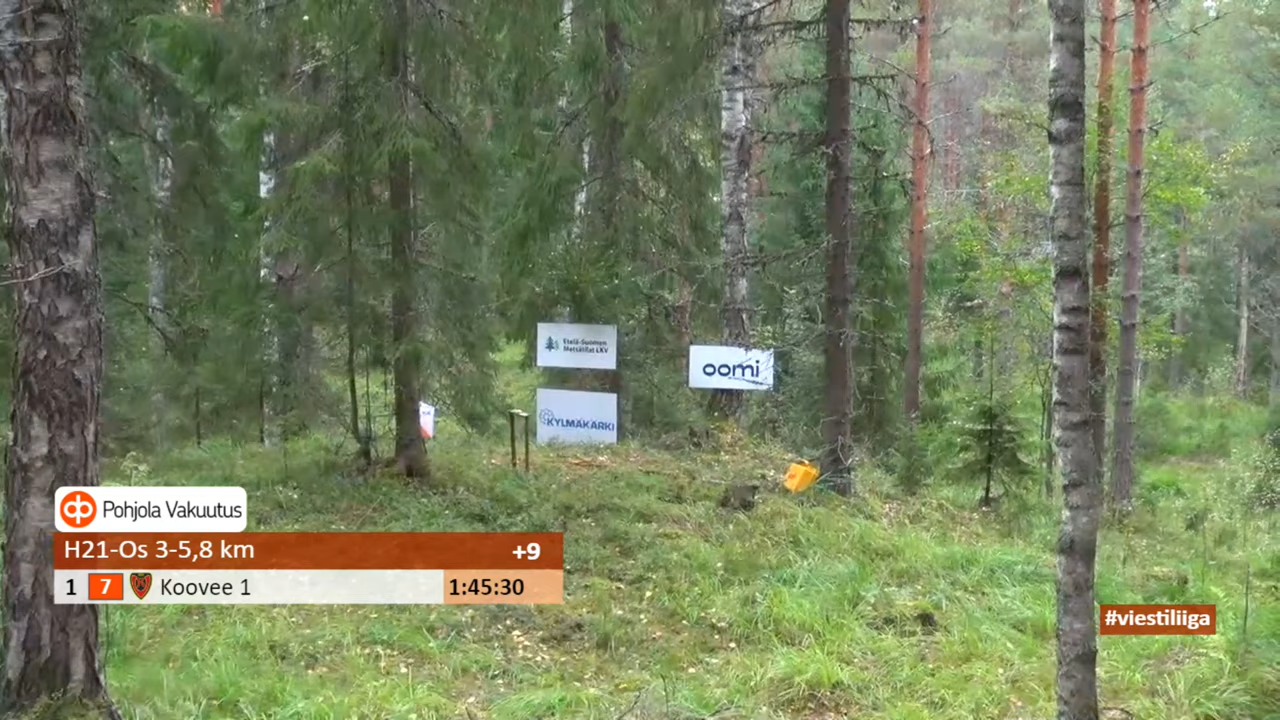 Etelä-Suomen
Metsätilat LKV
oomi
KYLMÄKÄRKI
Pohjola Vakuutus
H21-Os 3-5,8 km +9
1 7 Koovee 1 1:45:30
#viestiliiga